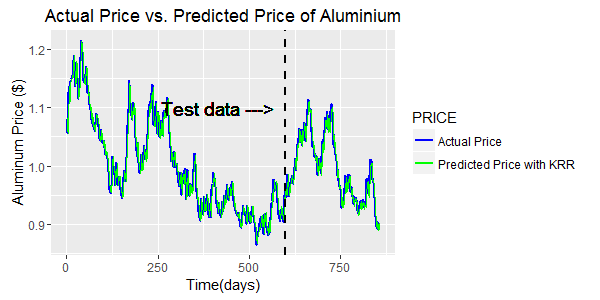 Actual Price vs. Predicted Price of Aluminium
Aluminum Price ($)
1.2
1.1
1.0
0.9
Test data --->
0
250
500
750
Time(days)
PRICE
Actual Price
Predicted Price with KRR